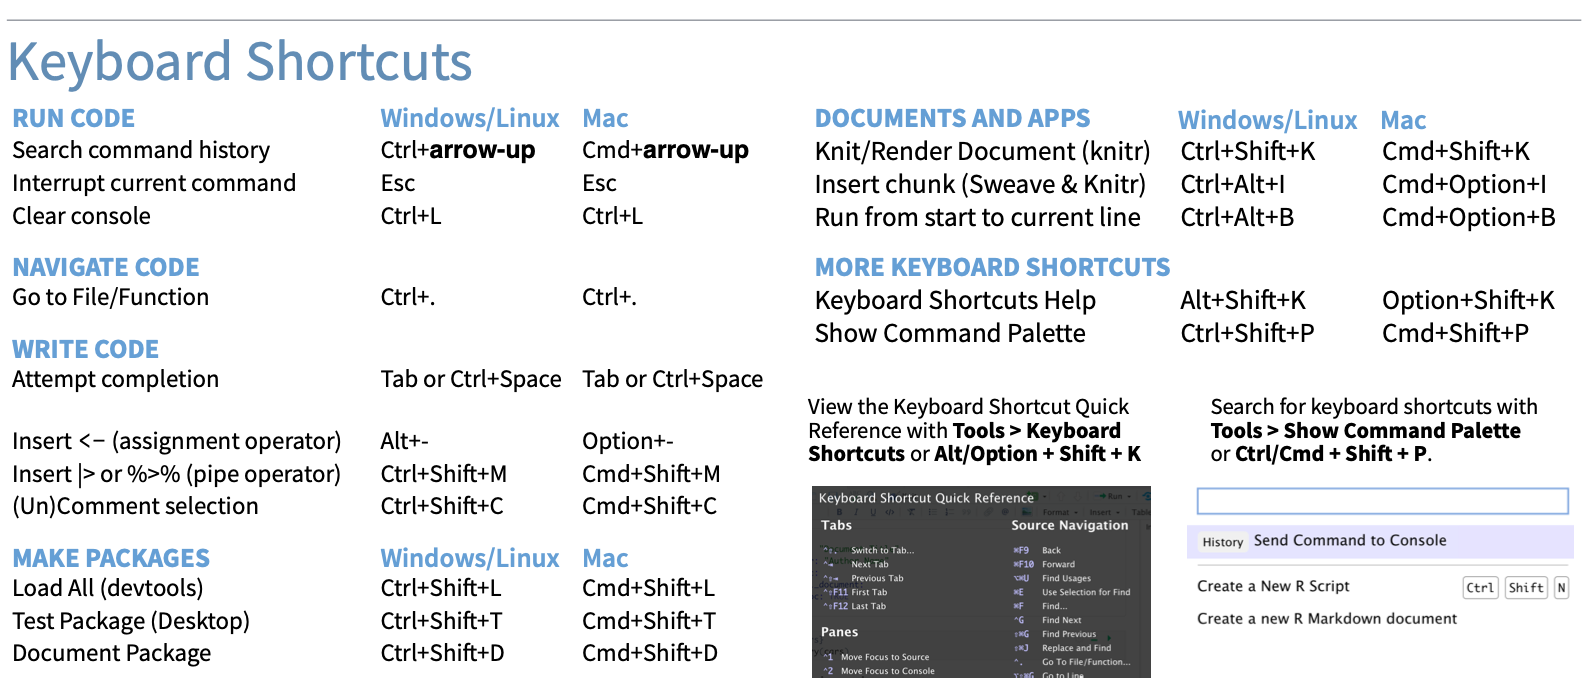 Keyboard Shortcuts
RUN CODE Windows/Linux Mac
Search command history Ctrl+arrow-up Cmd+arrow-up
Interrupt current command Esc Esc
Clear console Ctrl+L Ctrl+L
NAVIGATE CODE
Go to File/Function Ctrl+. Ctrl+.
WRITE CODE
Attempt completion Tab or Ctrl+Space Tab or Ctrl+Space
Insert <- (assignment operator) Alt+- Option+-
Insert |> or %>% (pipe operator) Ctrl+Shift+M Cmd+Shift+M
(Un)Comment selection Ctrl+Shift+C Cmd+Shift+C
MAKE PACKAGES Windows/Linux Mac
Load All (devtools) Ctrl+Shift+L Cmd+Shift+L
Test Package (Desktop) Ctrl+Shift+T Cmd+Shift+T
Document Package Ctrl+Shift+D Cmd+Shift+D
DOCUMENTS AND APPS Windows/Linux Mac
Knit/Render Document (knitr) Ctrl+Shift+K Cmd+Shift+K
Insert chunk (Sweave & Knitr) Ctrl+Alt+I Cmd+Option+I
Run from start to current line Ctrl+Alt+B Cmd+Option+B
MORE KEYBOARD SHORTCUTS
Keyboard Shortcuts Help Alt+Shift+K Option+Shift+K
Show Command Palette Ctrl+Shift+P Cmd+Shift+P
View the Keyboard Shortcut Quick
Reference with Tools > Keyboard
Shortcuts or Alt/Option + Shift + K
Keyboard Shortcut Quick Reference
Tabs
⌃⇧. Switch to Tab...
⌃⇥ Next Tab
⌃⇧⇥ Previous Tab
⌃⇧F11 First Tab
⌃⇧F12 Last Tab
Panes
⌃1 Move Focus to Source
⌃2 Move Focus to Console
Source Navigation
⌘F9 Back
⌘F10 Forward
⌥⌘U Find Usages
⌘E Use Selection for Find
⌘F Find...
⌃G Find Next
⇧⌘G Find Previous
⇧⌘J Replace and Find
⌃. Go To File/Function...
⌥⇧⌘G Go to Line
Run
Format
Insert
Table
Search for keyboard shortcuts with
Tools > Show Command Palette
or Ctrl/Cmd + Shift + P.
History Send Command to Console
Create a New R Script Ctrl Shift N
Create a new R Markdown document